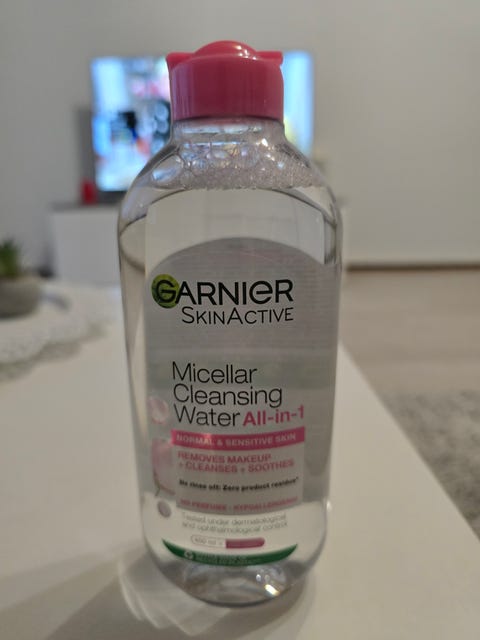 GARNIER
SKINACTIVE
Micellar
Cleansing
Water All-in-1
NORMAL & SENSITIVE SKIN
REMOVES MAKEUP
+ CLEANSES + SOOTHES
No rinse off: Zero product residue*
NO PERFUME - HYPOALLERGENIC
Tested under dermatological
and ophthalmological control
400 ml e